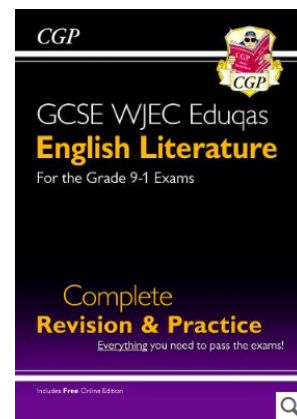 CGP
CGP
GCSE WJEC Eduqas
English Literature
For the Grade 9-1 Exams
Complete
Revision & Practice
Everything you need to pass the exams!
Includes Free Online Edition